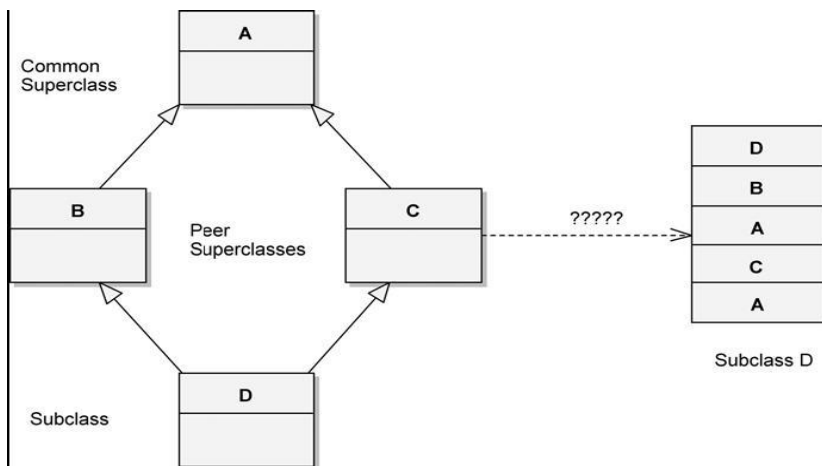 A
Common
Superclass
B
Peer
Superclasses
C
?????
D
B
A
C
A
Subclass D
D
Subclass